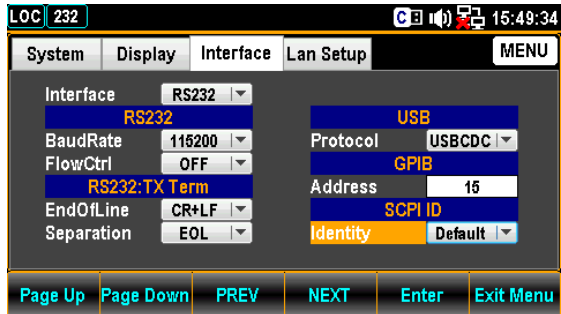 LOC 232 C 15:49:34
System Display Interface Lan Setup MENU
Interface RS232
RS232 USB
BaudRate 115200 Protocol USBCDC
FlowCtrl OFF GPIB
RS232:TX Term Address 15
EndOfLine CR+LF SCPI ID
Separation EOL Identity Default
Page Up Page Down PREV NEXT Enter Exit Menu